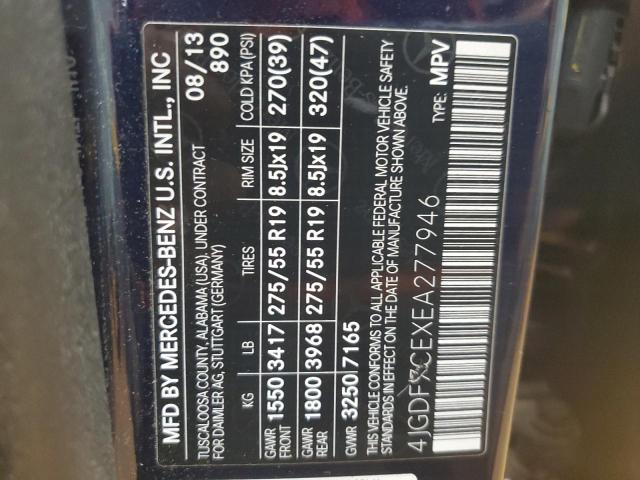 MFD BY MERCEDES-BENZ U.S. INTL., INC
TUSCALOOSA COUNTY, ALABAMA (USA), UNDER CONTRACT 08/13
FOR DAIMLER AG, STUTTGART (GERMANY) 890
KG LB TIRES RIM SIZE COLD KPA (PSI)
GAWR FRONT 1550 3417 275/55 R19 8.5Jx19 270(39)
GAWR REAR 1800 3968 275/55 R19 8.5Jx19 320(47)
GVWR 3250 7165
THIS VEHICLE CONFORMS TO ALL APPLICABLE FEDERAL MOTOR VEHICLE SAFETY
STANDARDS IN EFFECT ON THE DATE OF MANUFACTURE SHOWN ABOVE.
TYPE: MPV